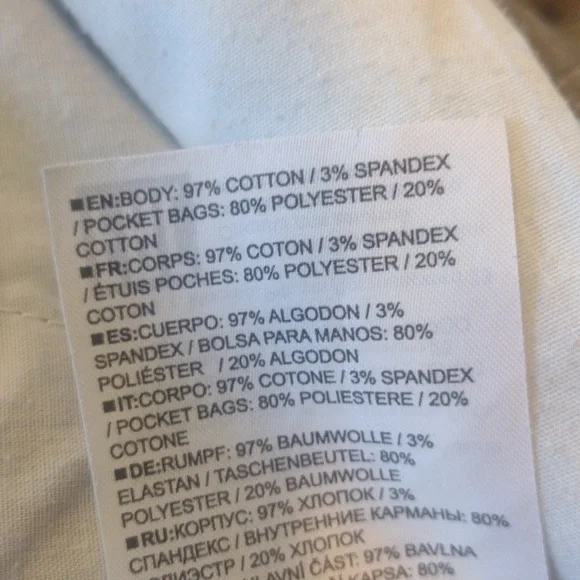 ■EN:BODY: 97% COTTON / 3% SPANDEX
/ POCKET BAGS: 80% POLYESTER / 20%
COTTON
■FR:CORPS: 97% COTON / 3% SPANDEX
/ ÉTUIS POCHES: 80% POLYESTER / 20%
COTON
■ES:CUERPO: 97% ALGODON / 3%
SPANDEX / BOLSA PARA MANOS: 80%
POLIÉSTER / 20% ALGODON
■IT:CORPO: 97% COTONE / 3% SPANDEX
/ POCKET BAGS: 80% POLIESTERE / 20%
COTONE
■DE:RUMPF: 97% BAUMWOLLE / 3%
ELASTAN / TASCHENBEUTEL: 80%
POLYESTER / 20% BAUMWOLLE
■RU:КОРПУС: 97% ХЛОПОК / 3%
СПАНДЕКС / ВНУТРЕННИЕ КАРМАНЫ: 80%
/ 20% ХЛОПОК
ČÁST: 97% BAVLNA
KAPSA: 80%